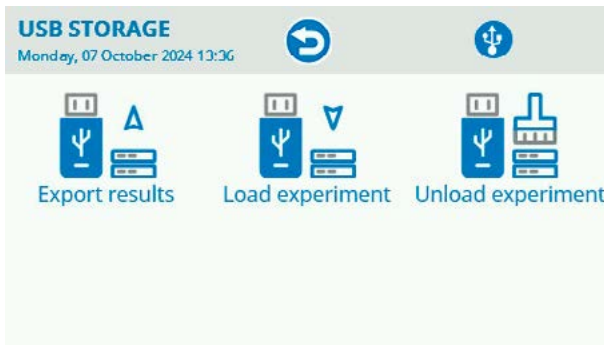 USB STORAGE
Monday, 07 October 2024 13:36
Export results
Load experiment
Unload experiment